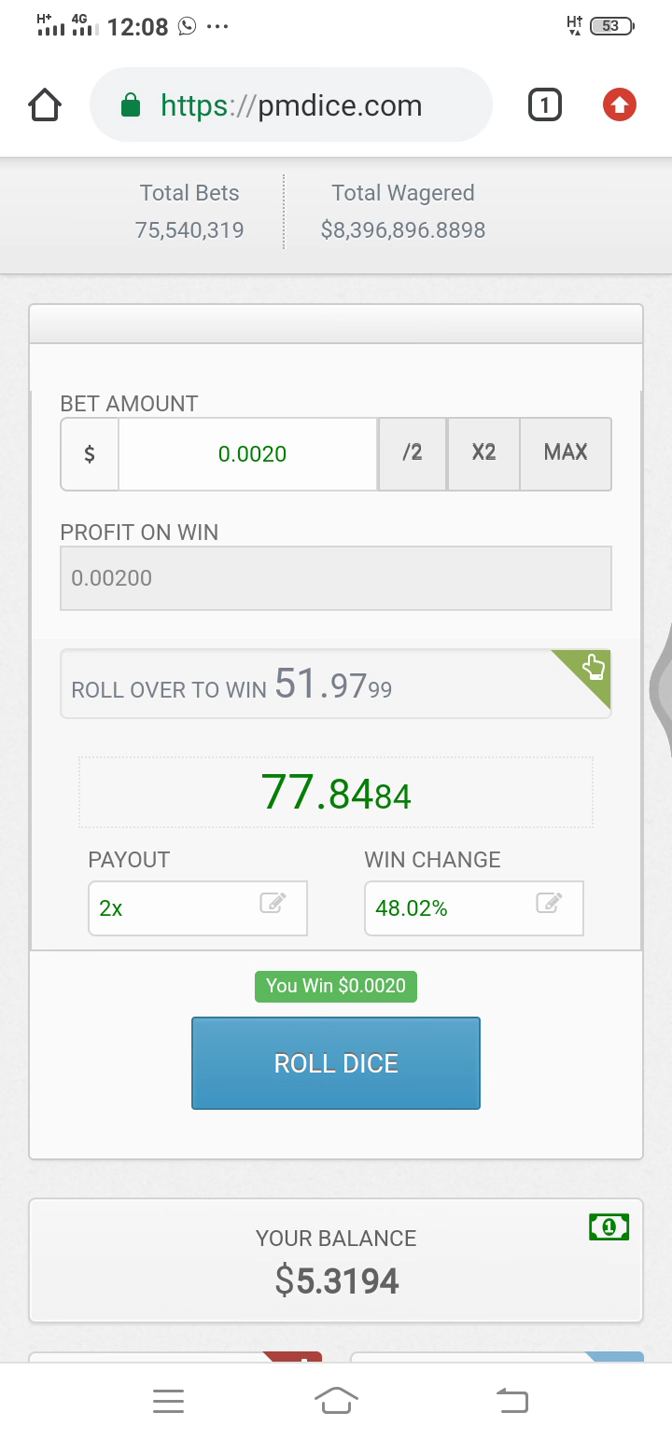 H+ 4G 12:08 ... 53
https://pmdice.com 1
Total Bets Total Wagered
75,540,319 $8,396,896.8898
BET AMOUNT
$ 0.0020 /2 X2 MAX
PROFIT ON WIN
0.00200
ROLL OVER TO WIN 51.9799
77.8484
PAYOUT WIN CHANGE
2x 48.02%
You Win $0.0020
ROLL DICE
YOUR BALANCE
$5.3194